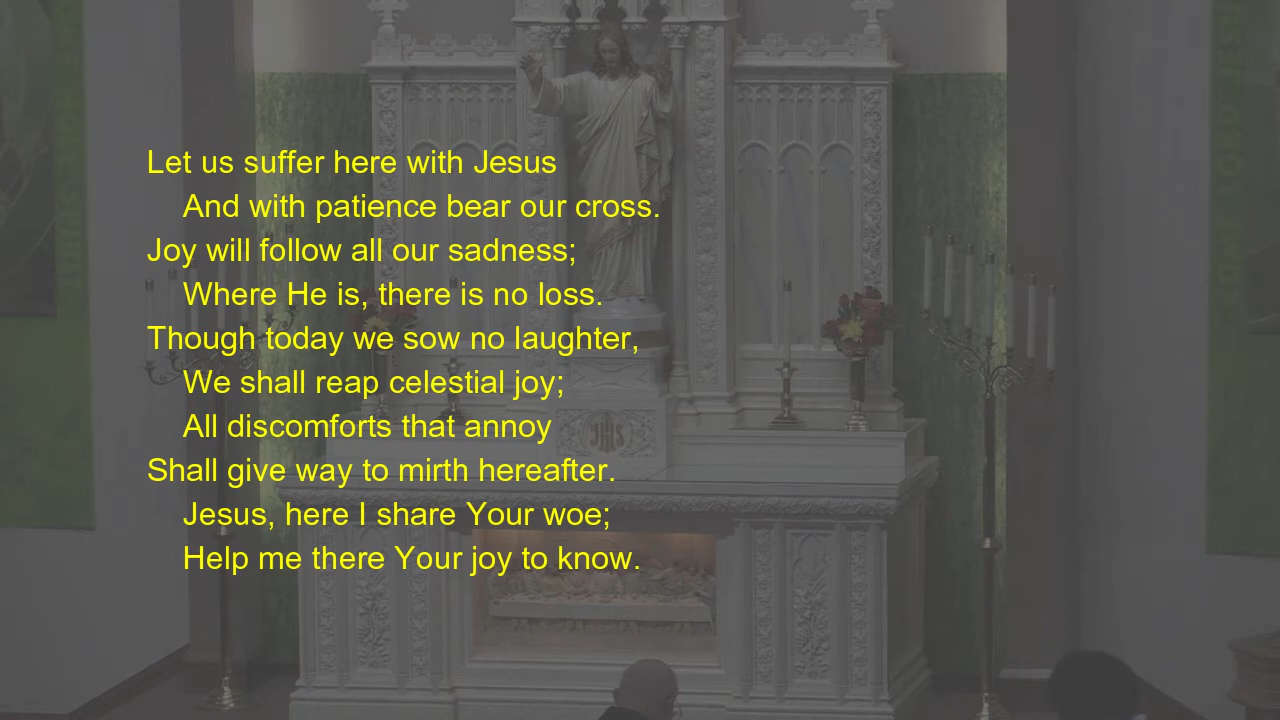 Let us suffer here with Jesus
And with patience bear our cross.
Joy will follow all our sadness;
Where He is, there is no loss.
Though today we sow no laughter,
We shall reap celestial joy;
All discomforts that annoy
Shall give way to mirth hereafter.
Jesus, here I share Your woe;
Help me there Your joy to know.
IHS